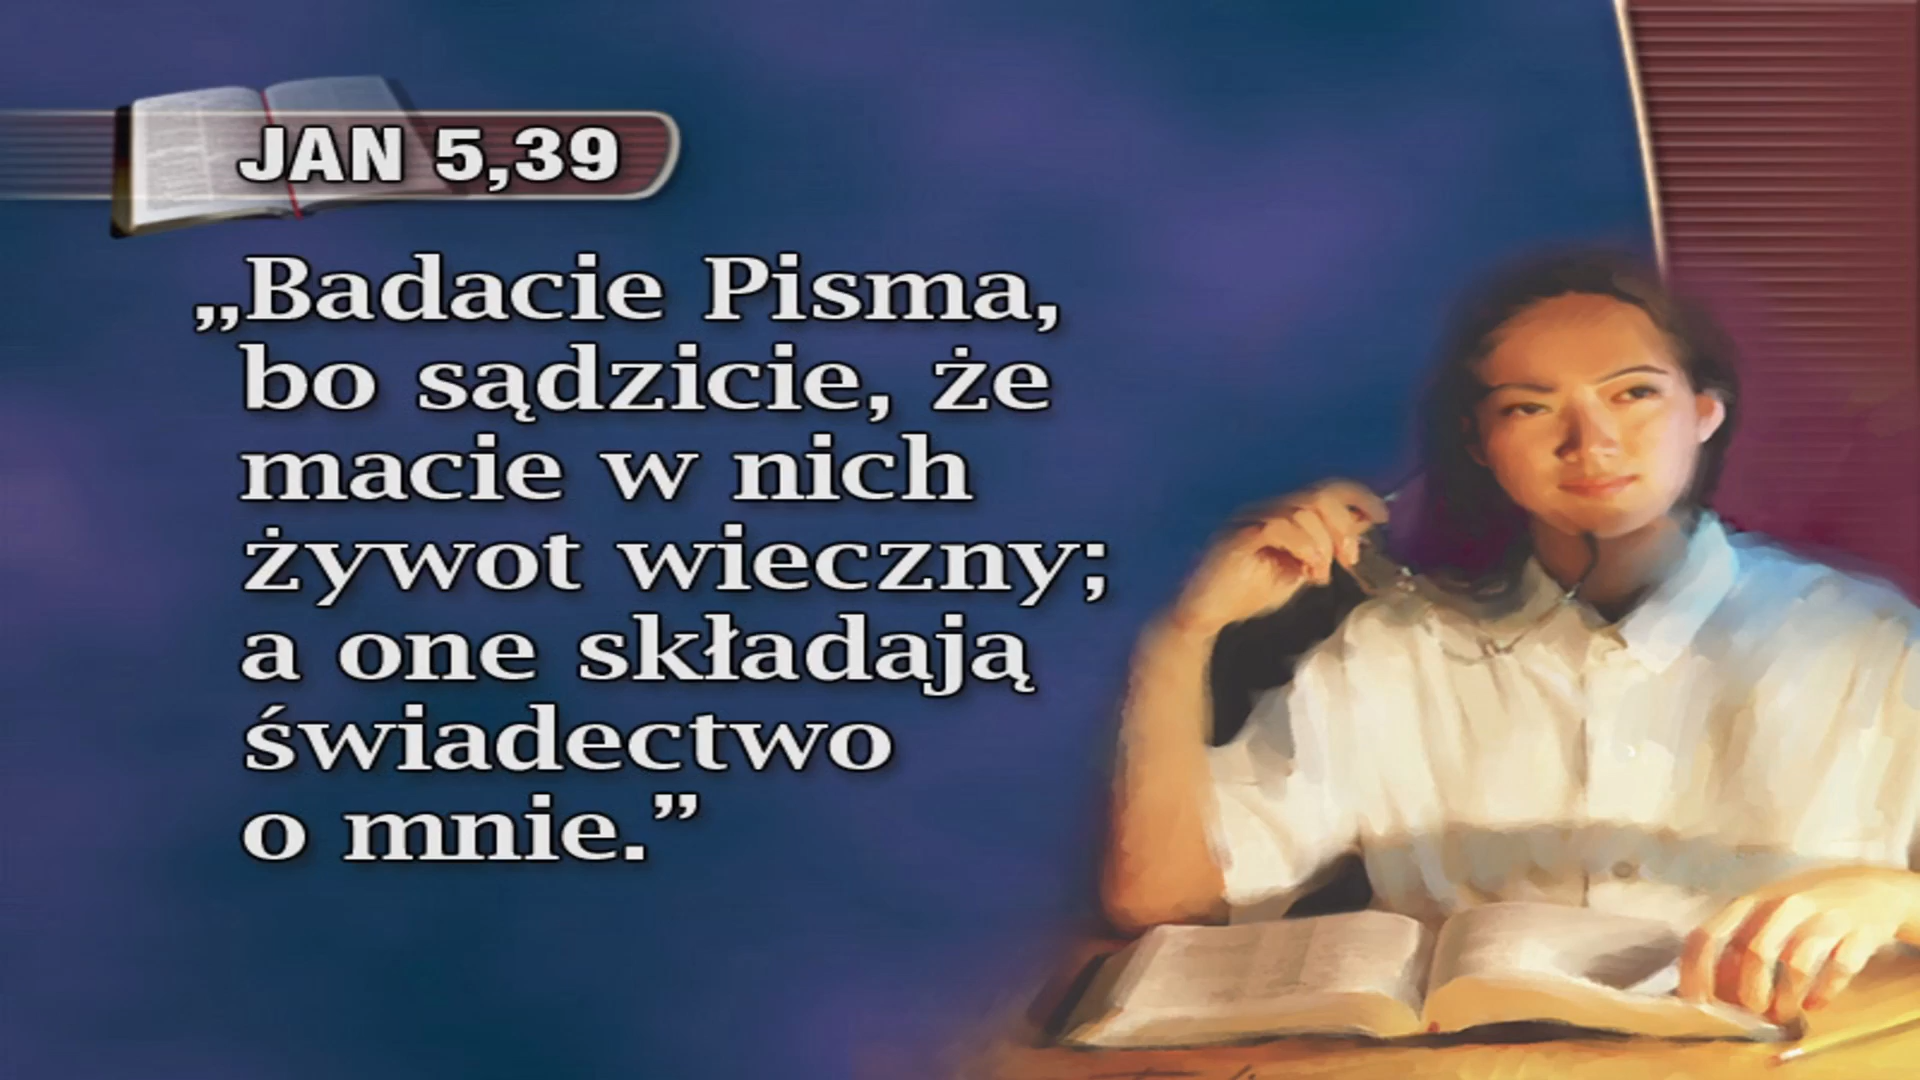 JAN 5,39
„Badacie Pisma,
bo sądzicie, że
macie w nich
żywot wieczny;
a one składają
świadectwo
o mnie.”